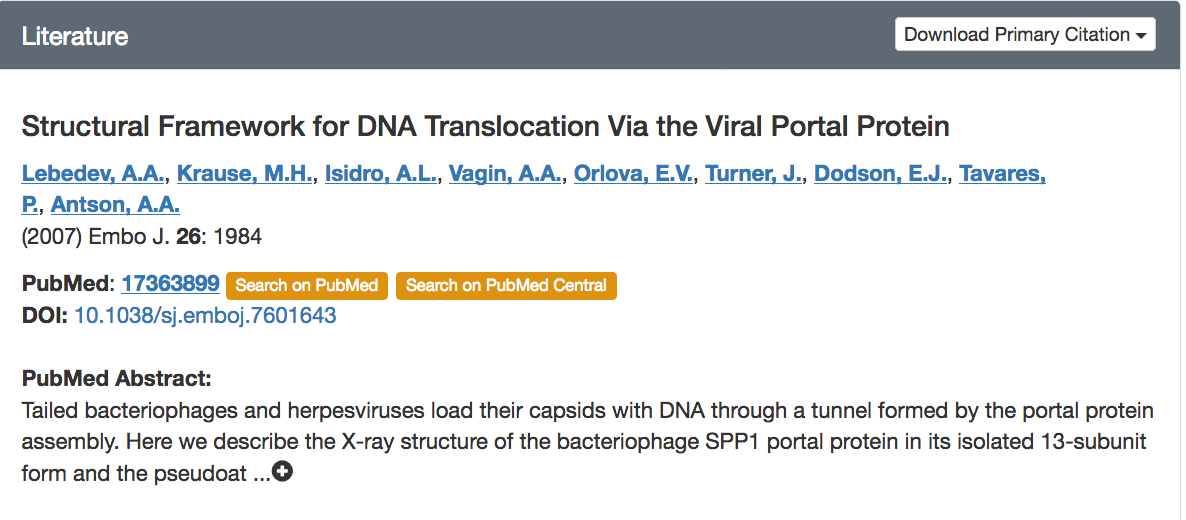 Literature
Download Primary Citation
Structural Framework for DNA Translocation Via the Viral Portal Protein
Lebedev, A.A., Krause, M.H., Isidro, A.L., Vagin, A.A., Orlova, E.V., Turner, J., Dodson, E.J., Tavares,
P., Antson, A.A.
(2007) Embo J. 26: 1984
PubMed: 17363899 Search on PubMed Search on PubMed Central
DOI: 10.1038/sj.emboj.7601643
PubMed Abstract:
Tailed bacteriophages and herpesviruses load their capsids with DNA through a tunnel formed by the portal protein
assembly. Here we describe the X-ray structure of the bacteriophage SPP1 portal protein in its isolated 13-subunit
form and the pseudoat ...